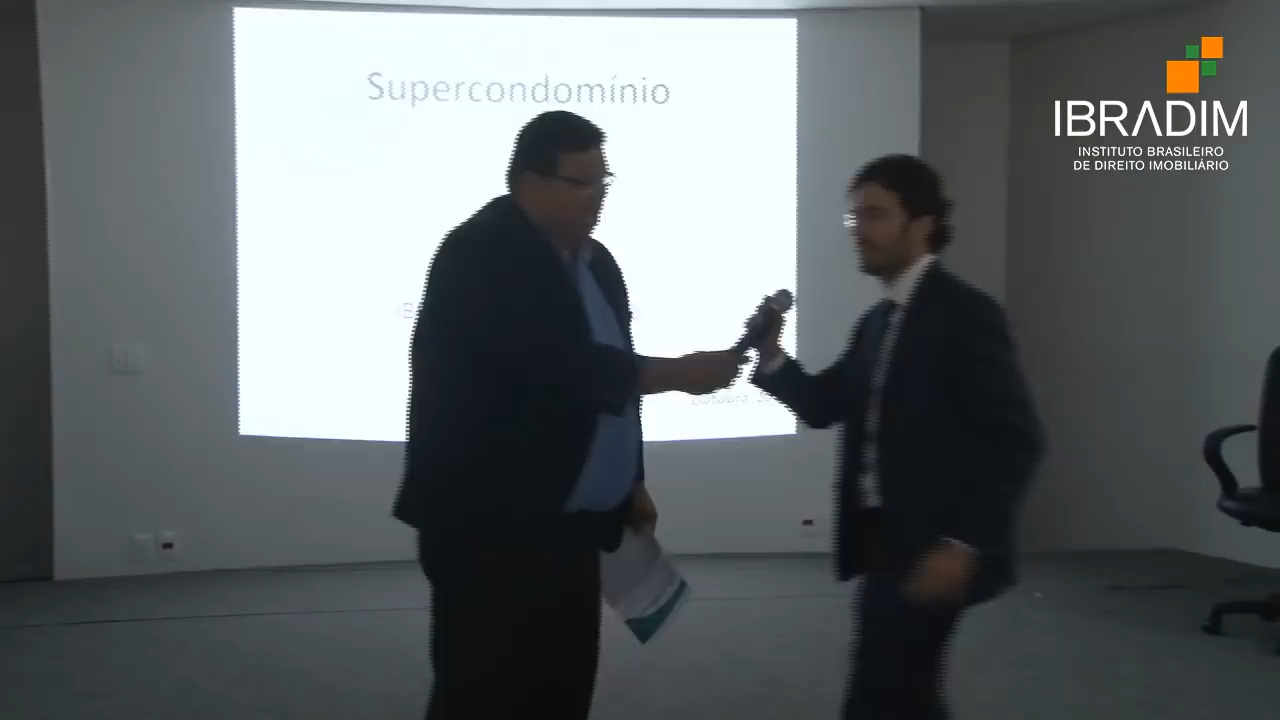 Supercondomínio
IBRADIM
INSTITUTO BRASILEIRO
DE DIREITO IMOBILIÁRIO